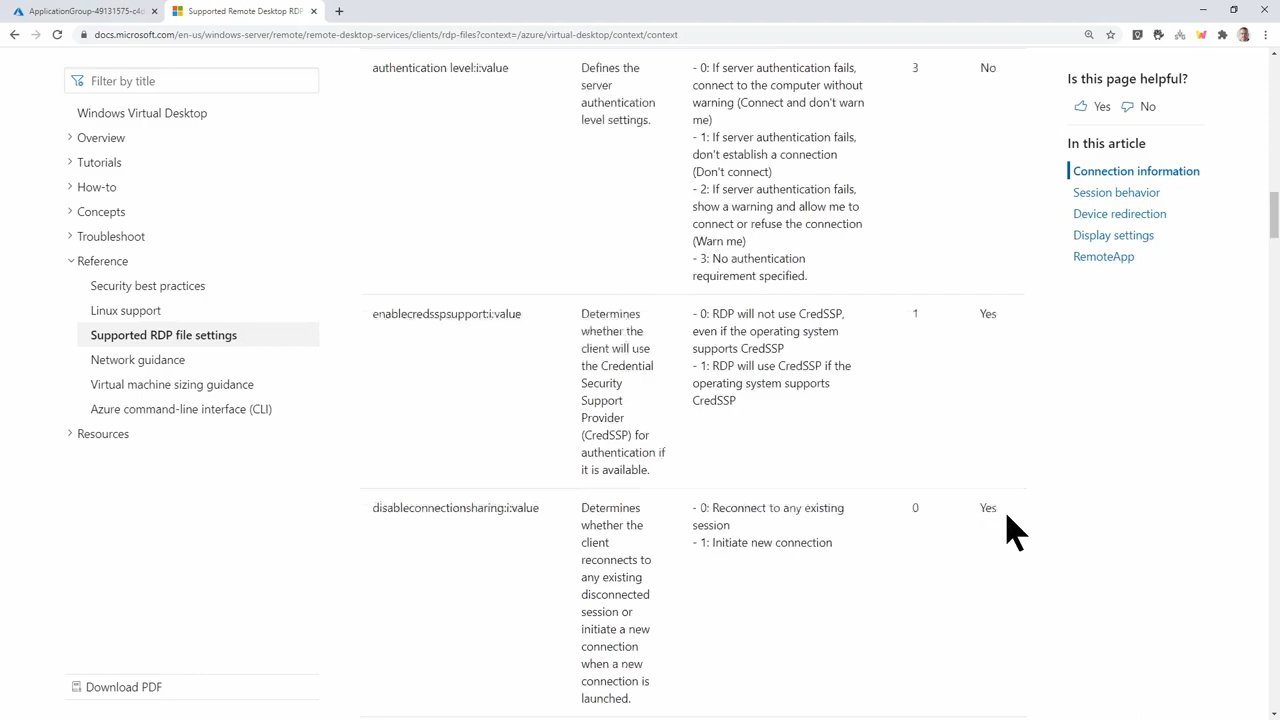 ApplicationGroup-49131575-c4d
Supported Remote Desktop RDP
docs.microsoft.com/en-us/windows-server/remote/remote-desktop-services/clients/rdp-files?context=/azure/virtual-desktop/context/context
Filter by title
Windows Virtual Desktop
Overview
Tutorials
How-to
Concepts
Troubleshoot
Reference
Security best practices
Linux support
Supported RDP file settings
Network guidance
Virtual machine sizing guidance
Azure command-line interface (CLI)
Resources
Download PDF
authentication level:i:value
Defines the
server
authentication
level settings.
- 0: If server authentication fails,
connect to the computer without
warning (Connect and don't warn
me)
- 1: If server authentication fails,
don't establish a connection
(Don't connect)
- 2: If server authentication fails,
show a warning and allow me to
connect or refuse the connection
(Warn me)
- 3: No authentication
requirement specified.
3
No
enablecredsspsupport:i:value
Determines
whether the
client will use
the Credential
Security
Support
Provider
(CredSSP) for
authentication if
it is available.
- 0: RDP will not use CredSSP,
even if the operating system
supports CredSSP
- 1: RDP will use CredSSP if the
operating system supports
CredSSP
1
Yes
disableconnectionsharing:i:value
Determines
whether the
client
reconnects to
any existing
disconnected
session or
initiate a new
connection
when a new
connection is
launched.
- 0: Reconnect to any existing
session
- 1: Initiate new connection
0
Yes
Is this page helpful?
Yes No
In this article
Connection information
Session behavior
Device redirection
Display settings
RemoteApp